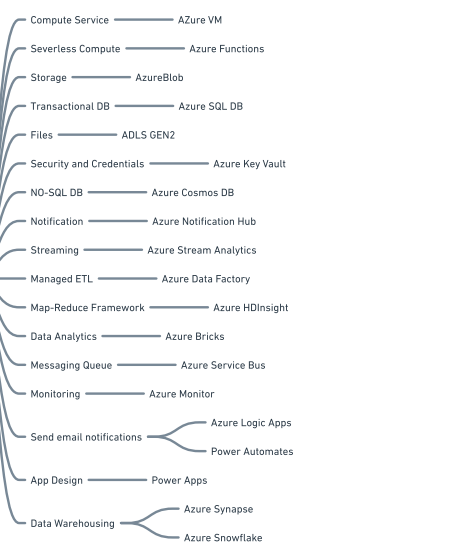 Compute Service AZure VM
Severless Compute Azure Functions
Storage AzureBlob
Transactional DB Azure SQL DB
Files ADLS GEN2
Security and Credentials Azure Key Vault
NO-SQL DB Azure Cosmos DB
Notification Azure Notification Hub
Streaming Azure Stream Analytics
Managed ETL Azure Data Factory
Map-Reduce Framework Azure HDInsight
Data Analytics Azure Bricks
Messaging Queue Azure Service Bus
Monitoring Azure Monitor
Send email notifications
Azure Logic Apps
Power Automates
App Design Power Apps
Data Warehousing
Azure Synapse
Azure Snowflake